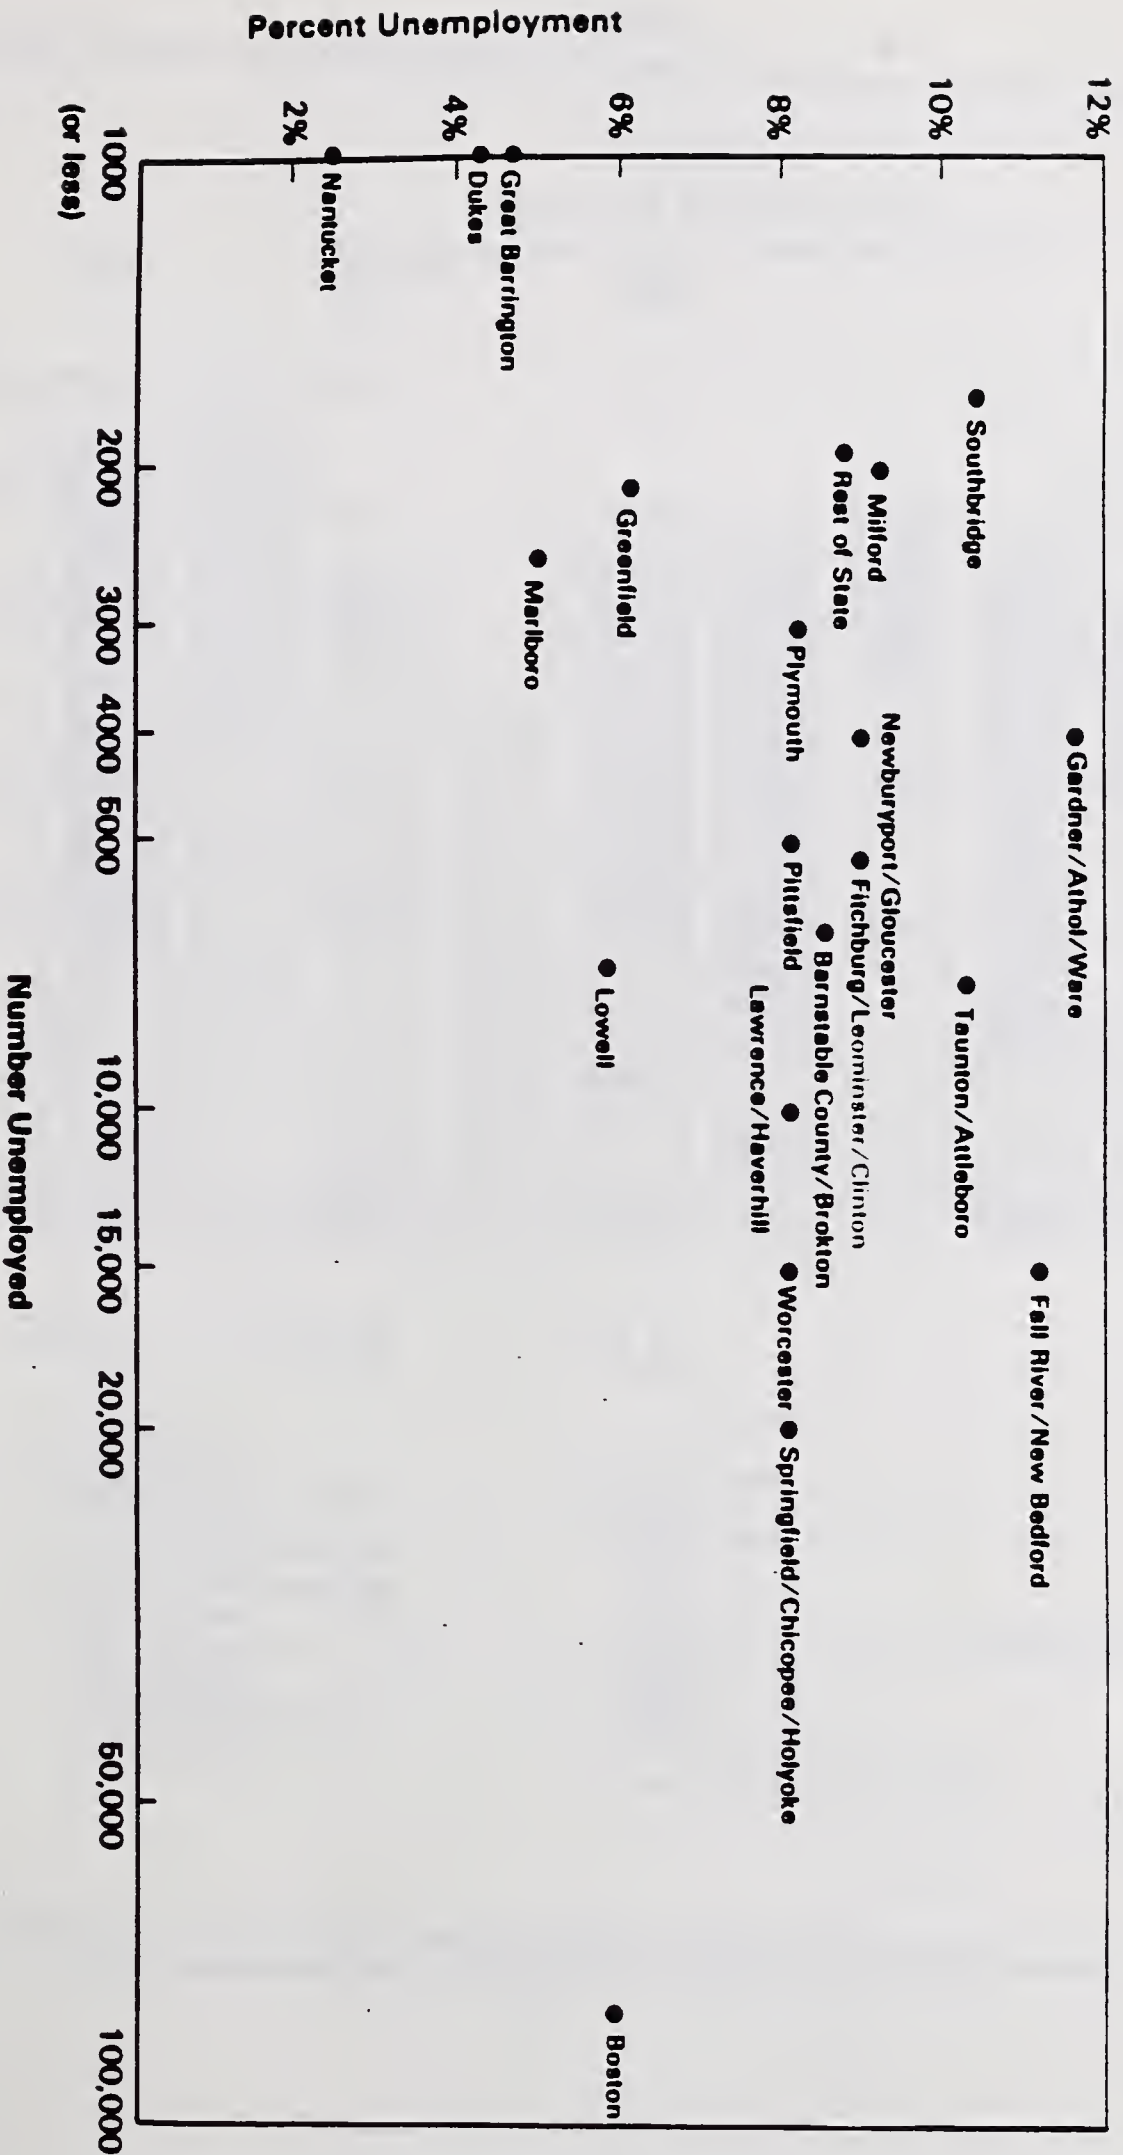 Percent Unemployment
12%
10%
8%
6%
4%
2%
Gardner/Athol/Ware
Fall River/New Bedford
Southbridge
Taunton/Attleboro
Milford
Newburyport/Gloucester
Fitchburg/Leominster/Clinton
Rest of State
Barnstable County/Brokton
Plymouth
Pittsfield
Lawrence/Haverhill
Worcester
Springfield/Chicopee/Holyoke
Greenfield
Lowell
Boston
Marlboro
Great Barrington
Dukes
Nantucket
1000
(or less)
2000
3000
4000
5000
10,000
15,000
20,000
50,000
100,000
Number Unemployed